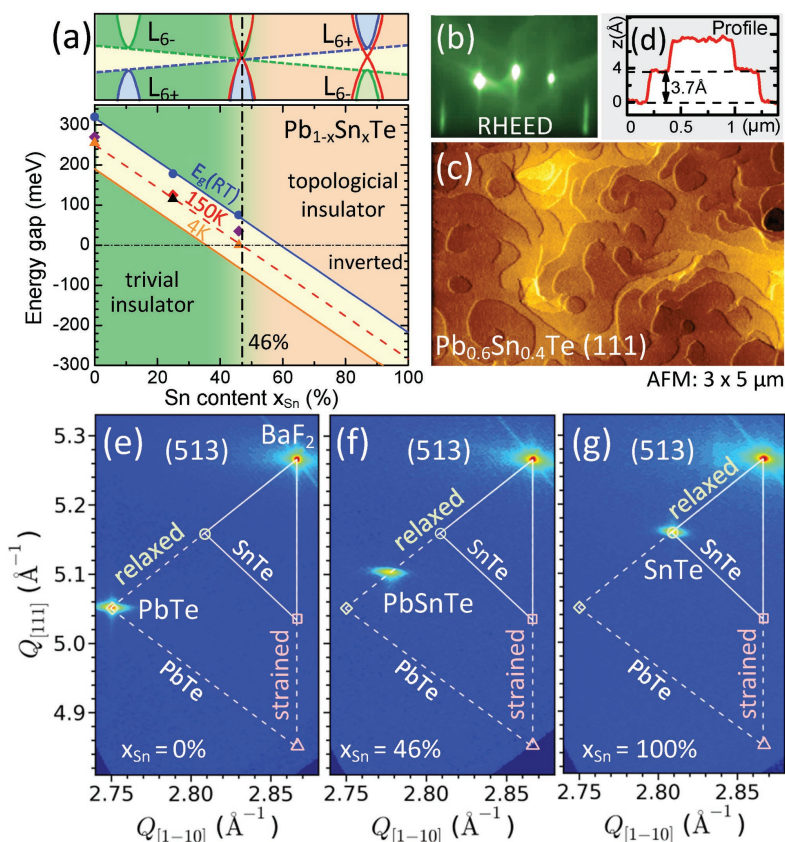 (a)
L6-
L6+
L6+
L6-
Pb1-xSnxTe
Eg(RT)
150K
4K
topologicial
insulator
inverted
trivial
insulator
46%
300
200
100
0
-100
-200
-300
Energy gap (meV)
0 20 40 60 80 100
Sn content xSn (%)
(b)
RHEED
(d)
Profile
z(Å)
4
0
3.7Å
0 0.5 1 (μm)
(c)
Pb0.6Sn0.4Te (111)
AFM: 3 x 5 μm
(e)
(513)
BaF2
relaxed
SnTe
PbTe
PbTe
strained
xSn = 0%
(f)
(513)
relaxed
SnTe
PbSnTe
PbTe
strained
xSn = 46%
(g)
(513)
relaxed
SnTe
SnTe
PbTe
strained
xSn = 100%
5.3
5.2
5.1
5.0
4.9
Q[111] (Å−1)
2.75 2.80 2.85
2.75 2.80 2.85
2.75 2.80 2.85
Q[1−10] (Å−1)
Q[1−10] (Å−1)
Q[1−10] (Å−1)